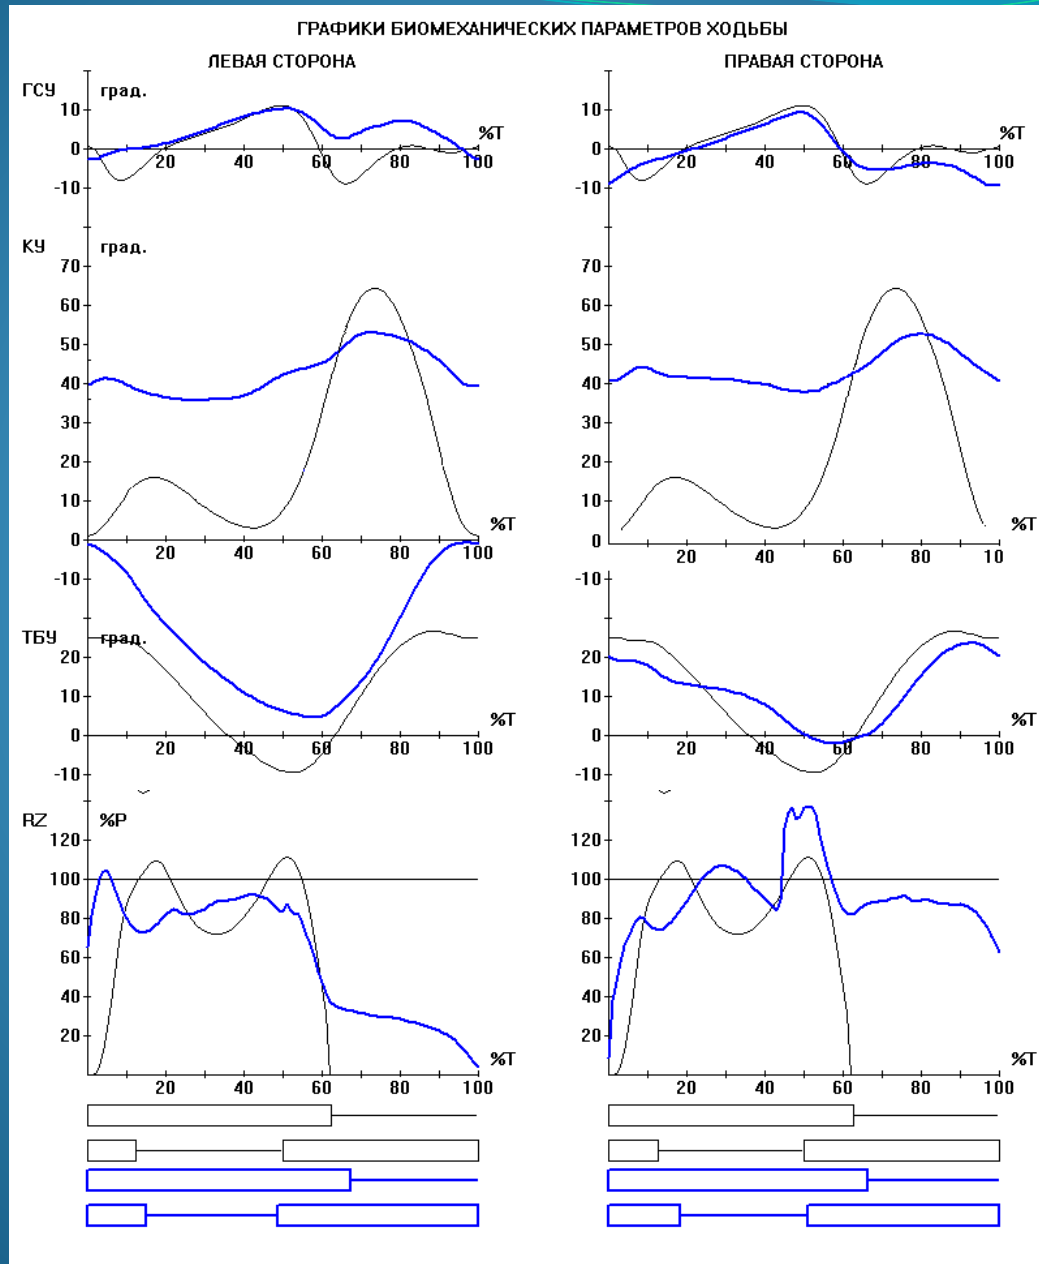 ГРАФИКИ БИОМЕХАНИЧЕСКИХ ПАРАМЕТРОВ ХОДЬБЫ
ЛЕВАЯ СТОРОНА ПРАВАЯ СТОРОНА
ГСУ град.
10 10
%T %T
0 20 40 60 80 100 0 20 40 60 80 100
-10 -10
КУ град.
70 70
60 60
50 50
40 40
30 30
20 20
10 10
%T %T
0 0
20 40 60 80 100 20 40 60 80 10
-10 -10
ТБУ град.
20 20
10 10
%T %T
0 0
20 40 60 80 100 20 40 60 80 100
-10 -10
RZ %P
120 120
100 100
80 80
60 60
40 40
20 20
%T %T
20 40 60 80 100 20 40 60 80 100